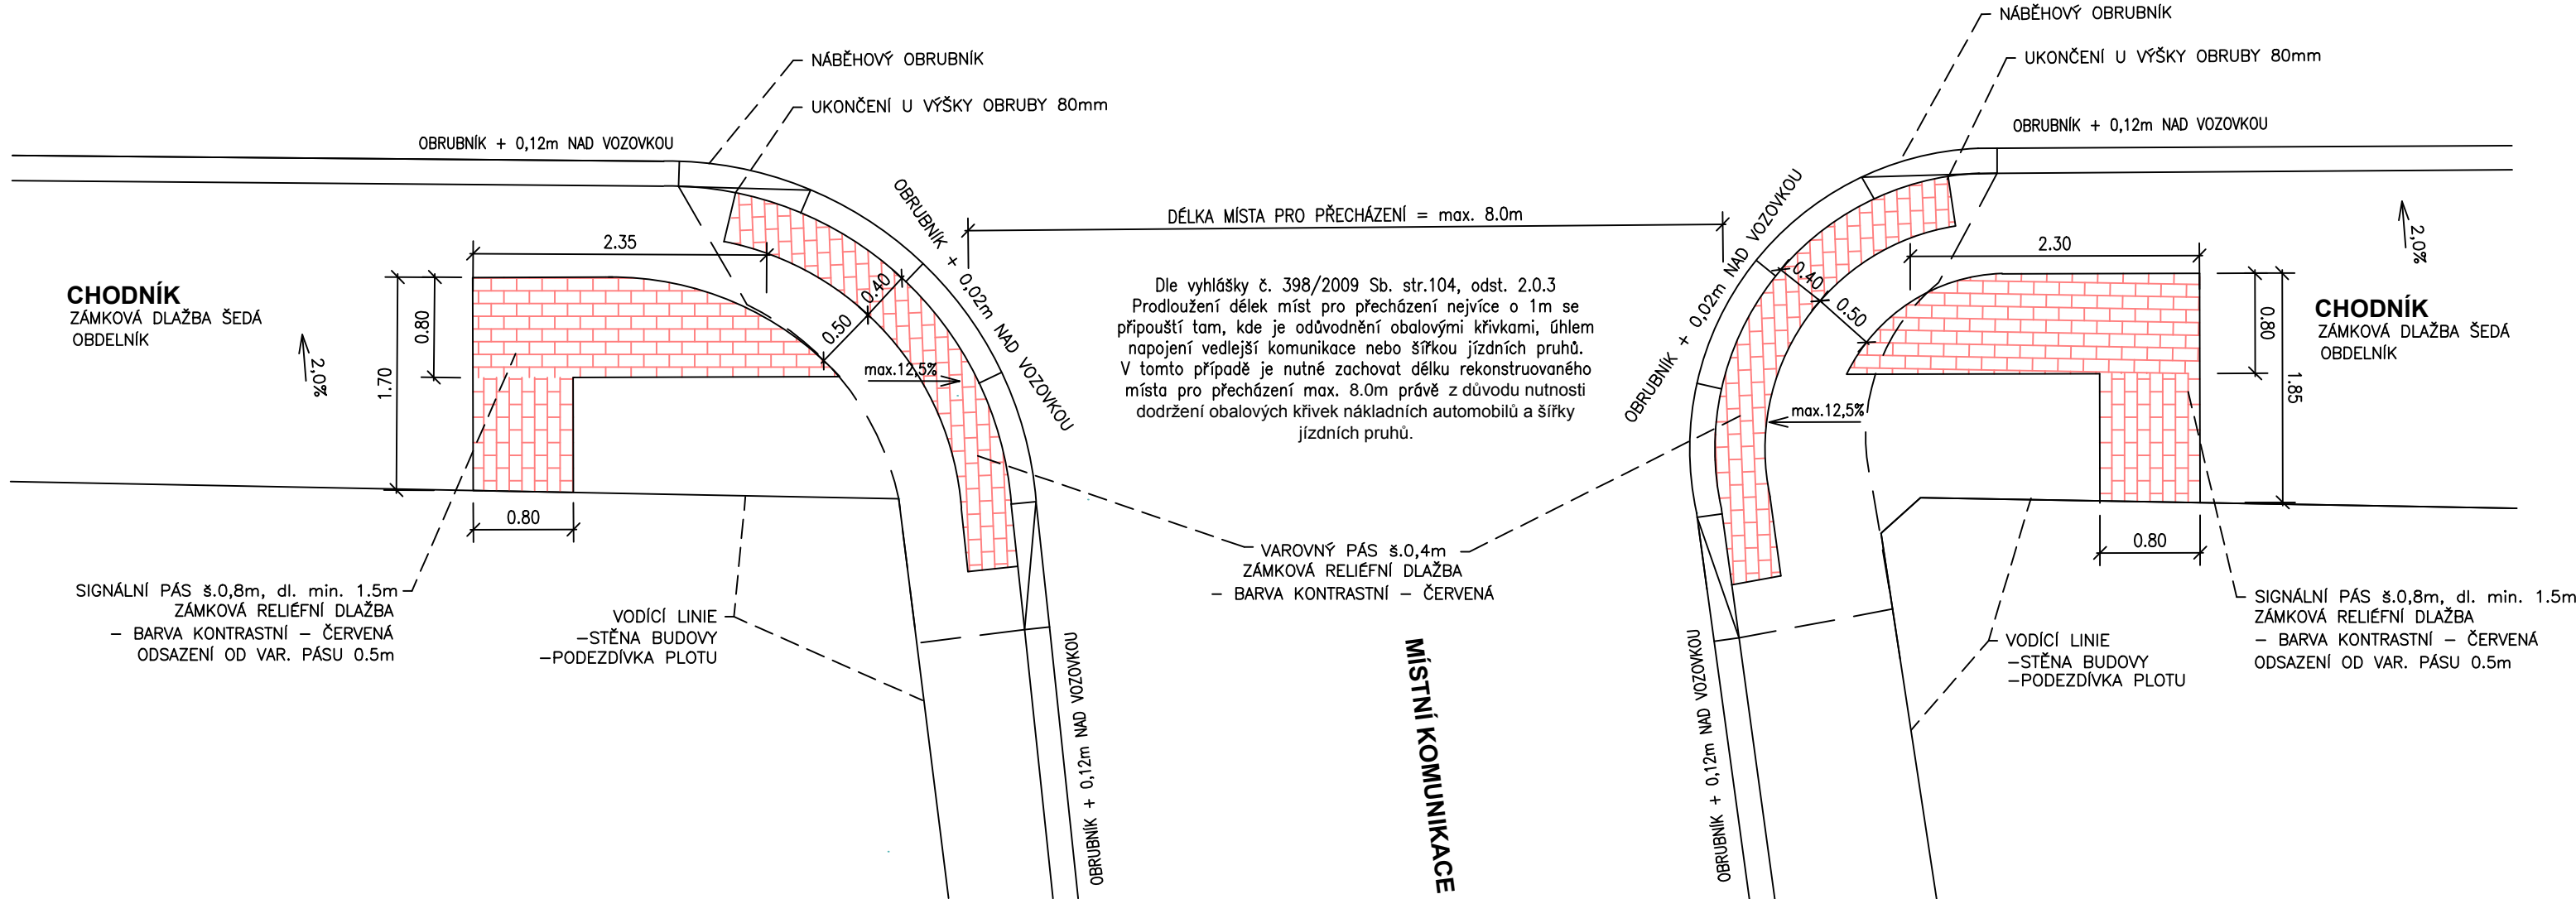 NÁBĚHOVÝ OBRUBNÍK
UKONČENÍ U VÝŠKY OBRUBY 80mm
OBRUBNÍK + 0,12m NAD VOZOVKOU
OBRUBNÍK + 0,02m NAD VOZOVKOU
2.35
0.40
0.50
max.12,5%
CHODNÍK
ZÁMKOVÁ DLAŽBA ŠEDÁ
OBDELNÍK
2,0%
1.70
0.80
0.80
SIGNÁLNÍ PÁS š.0,8m, dl. min. 1.5m
ZÁMKOVÁ RELIÉFNÍ DLAŽBA
– BARVA KONTRASTNÍ – ČERVENÁ
ODSAZENÍ OD VAR. PÁSU 0.5m
VODÍCÍ LINIE
–STĚNA BUDOVY
–PODEZDÍVKA PLOTU
OBRUBNÍK + 0,12m NAD VOZOVKOU
DÉLKA MÍSTA PRO PŘECHÁZENÍ = max. 8.0m
Dle vyhlášky č. 398/2009 Sb. str.104, odst. 2.0.3
Prodloužení délek míst pro přecházení nejvíce o 1m se
připouští tam, kde je odůvodnění obalovými křivkami, úhlem
napojení vedlejší komunikace nebo šířkou jízdních pruhů.
V tomto případě je nutné zachovat délku rekonstruovaného
místa pro přecházení max. 8.0m právě z důvodu nutnosti
dodržení obalových křivek nákladních automobilů a šířky
jízdních pruhů.
VAROVNÝ PÁS š.0,4m
ZÁMKOVÁ RELIÉFNÍ DLAŽBA
– BARVA KONTRASTNÍ – ČERVENÁ
MÍSTNÍ KOMUNIKACE
NÁBĚHOVÝ OBRUBNÍK
UKONČENÍ U VÝŠKY OBRUBY 80mm
OBRUBNÍK + 0,12m NAD VOZOVKOU
OBRUBNÍK + 0,02m NAD VOZOVKOU
2.30
0.40
0.50
max.12,5%
2,0%
0.80
1.85
CHODNÍK
ZÁMKOVÁ DLAŽBA ŠEDÁ
OBDELNÍK
0.80
SIGNÁLNÍ PÁS š.0,8m, dl. min. 1.5m
ZÁMKOVÁ RELIÉFNÍ DLAŽBA
– BARVA KONTRASTNÍ – ČERVENÁ
ODSAZENÍ OD VAR. PÁSU 0.5m
VODÍCÍ LINIE
–STĚNA BUDOVY
–PODEZDÍVKA PLOTU
OBRUBNÍK + 0,12m NAD VOZOVKOU